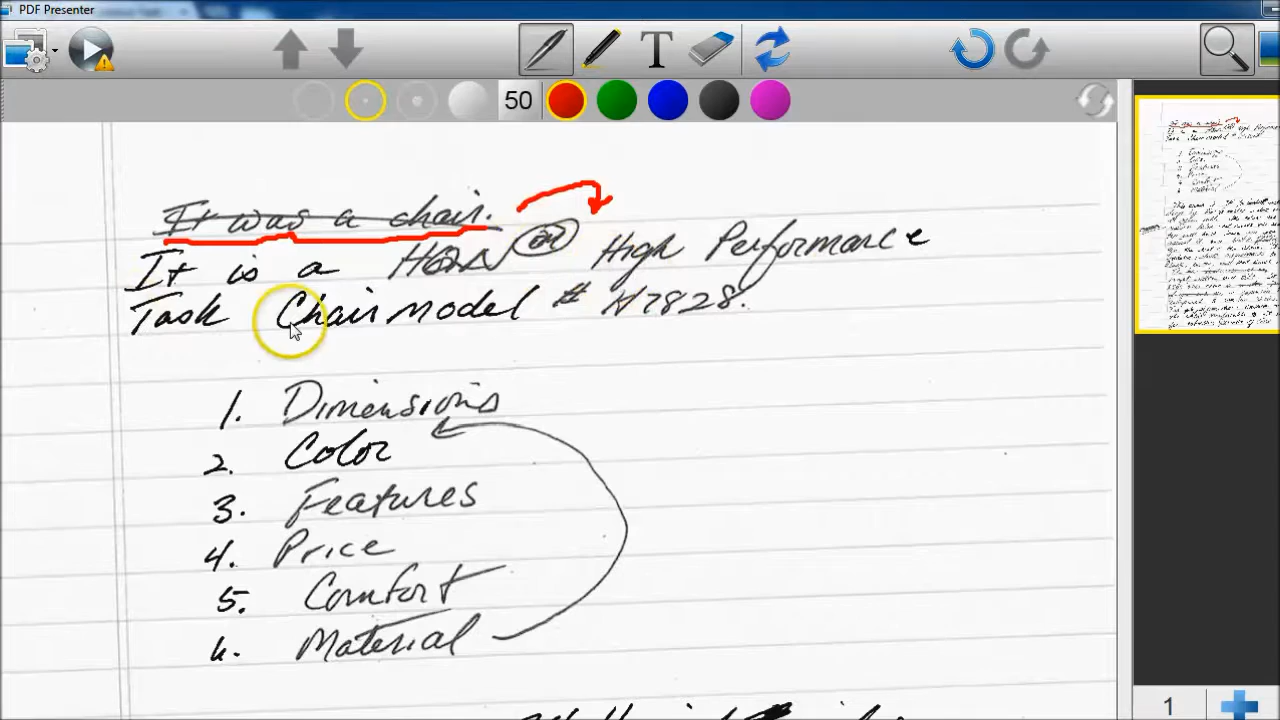 PDF Presenter
T
50
It was a chair.
It is a HON ® High Performance
Task Chair model # H7828.
1. Dimensions
2. Color
3. Features
4. Price
5. Comfort
6. Material
1